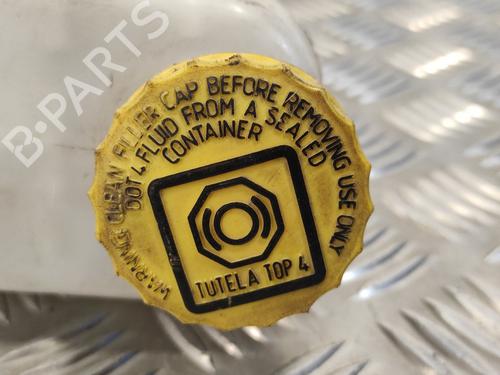 B-PARTS
WARNING CLEAN FILLER CAP BEFORE REMOVING USE ONLY
DOT 4 FLUID FROM A SEALED
CONTAINER
TUTELA TOP 4